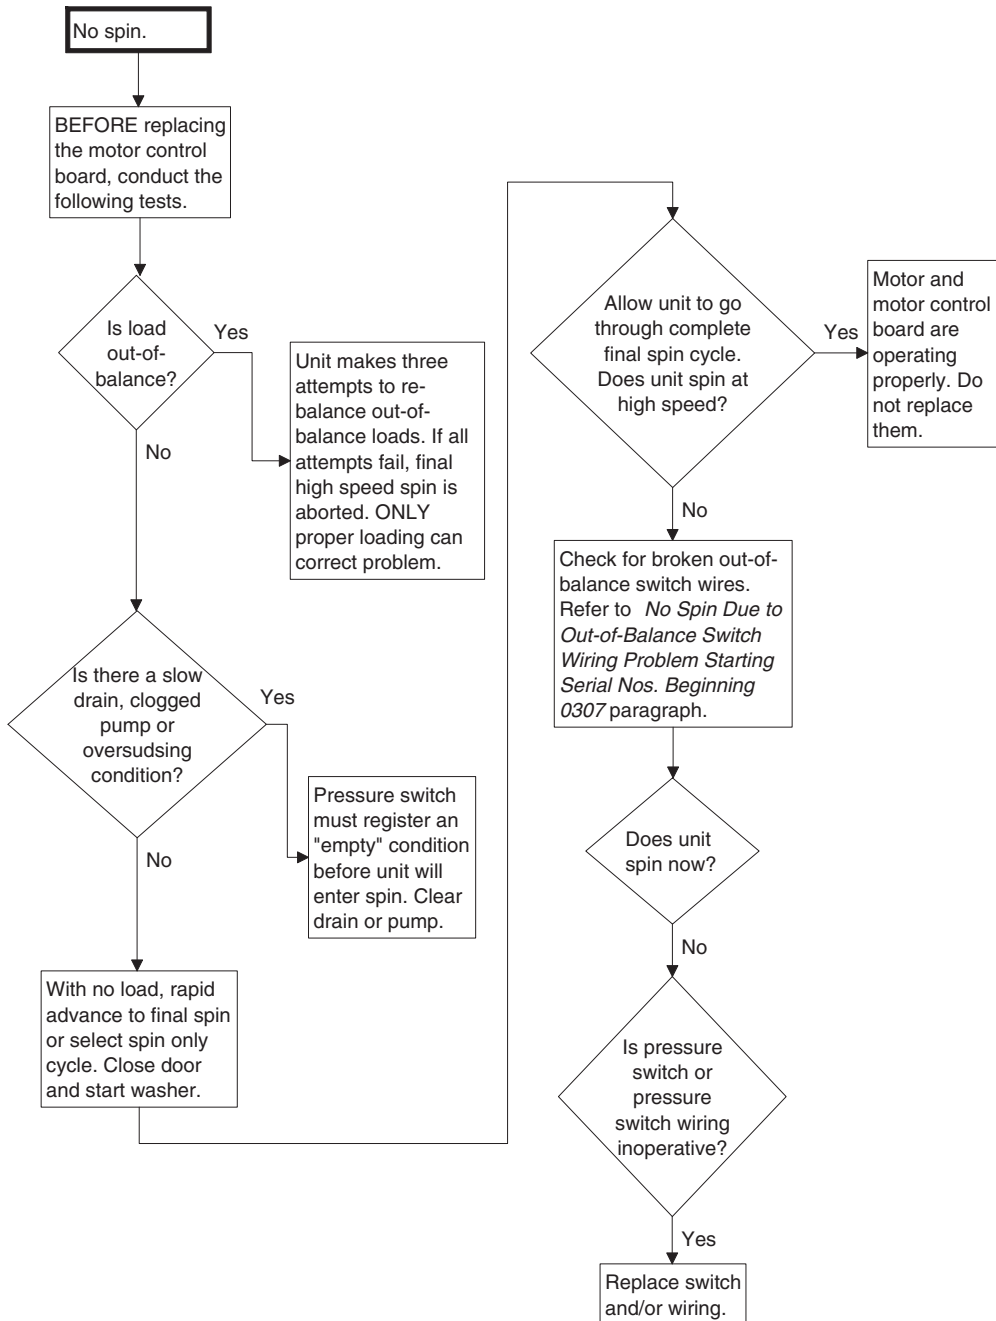 No spin.
BEFORE replacing
the motor control
board, conduct the
following tests.
Is load
out-of-
balance?
Yes
Unit makes three
attempts to re-
balance out-of-
balance loads. If all
attempts fail, final
high speed spin is
aborted. ONLY
proper loading can
correct problem.
No
Is there a slow
drain, clogged
pump or
oversudsing
condition?
Yes
Pressure switch
must register an
"empty" condition
before unit will
enter spin. Clear
drain or pump.
No
With no load, rapid
advance to final spin
or select spin only
cycle. Close door
and start washer.
Allow unit to go
through complete
final spin cycle.
Does unit spin at
high speed?
Yes
Motor and
motor control
board are
operating
properly. Do
not replace
them.
No
Check for broken out-of-
balance switch wires.
Refer to No Spin Due to
Out-of-Balance Switch
Wiring Problem Starting
Serial Nos. Beginning
0307 paragraph.
Does unit
spin now?
No
Is pressure
switch or
pressure
switch wiring
inoperative?
Yes
Replace switch
and/or wiring.